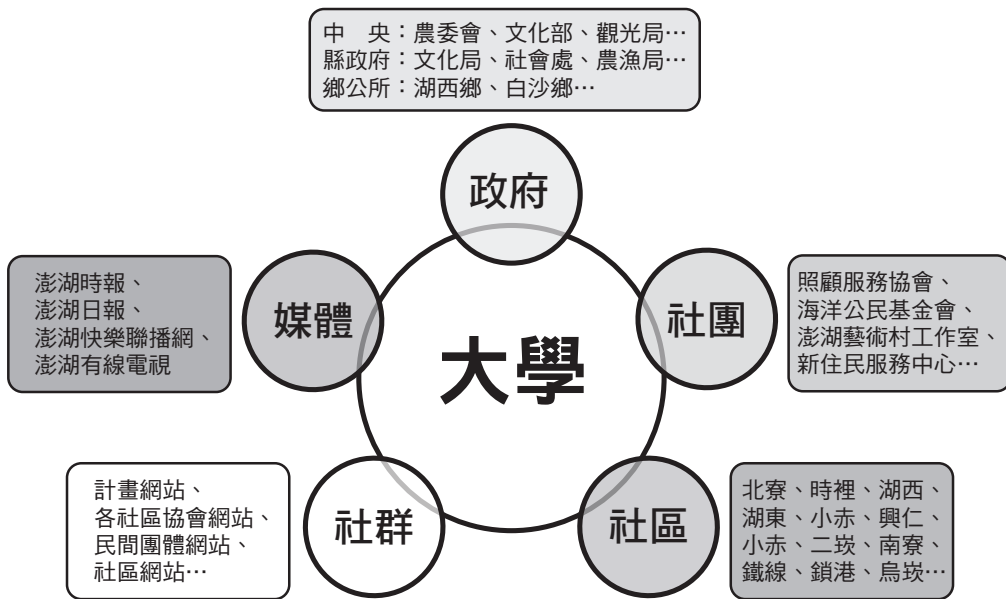 中　央：農委會、文化部、觀光局…
縣政府：文化局、社會處、農漁局…
鄉公所：湖西鄉、白沙鄉…
政府
媒體
澎湖時報、
澎湖日報、
澎湖快樂聯播網、
澎湖有線電視
社團
照顧服務協會、
海洋公民基金會、
澎湖藝術村工作室、
新住民服務中心…
大學
計畫網站、
各社區協會網站、
民間團體網站、
社區網站…
社群
社區
北寮、時裡、湖西、
湖東、小赤、興仁、
小赤、二崁、南寮、
鐵線、鎖港、烏崁…